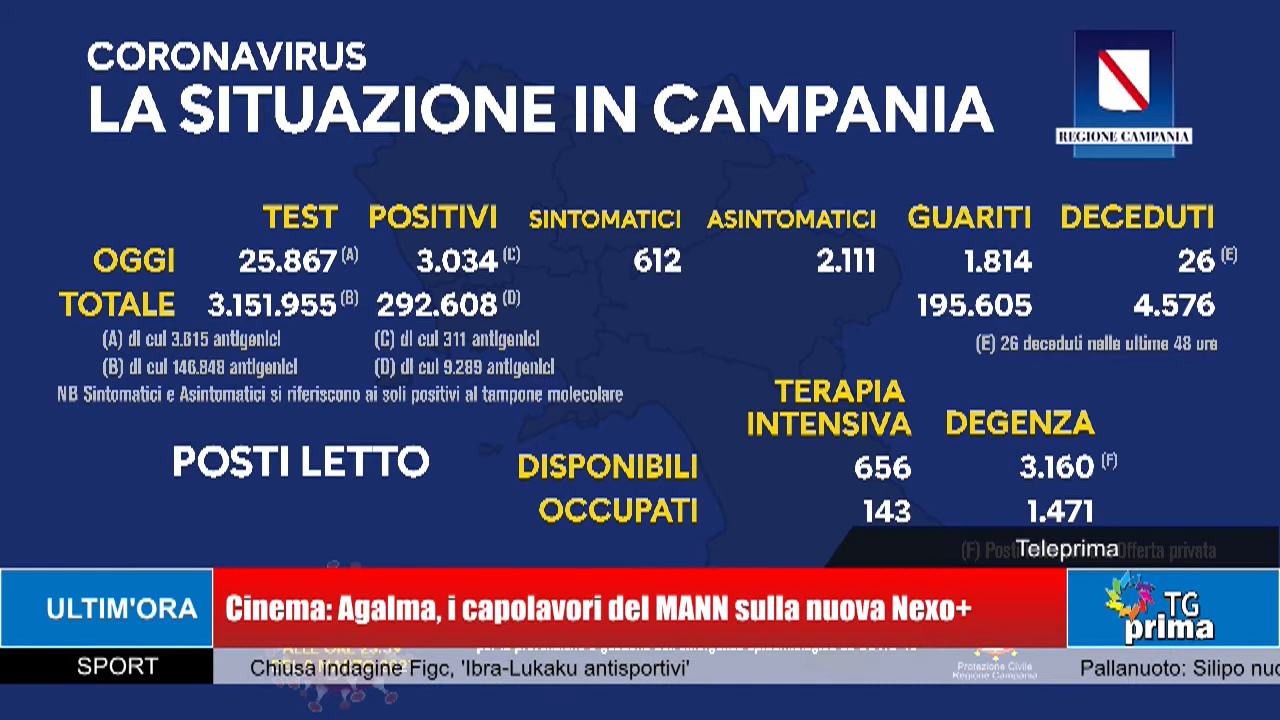 CORONAVIRUS
LA SITUAZIONE IN CAMPANIA
REGIONE CAMPANIA
TEST POSITIVI SINTOMATICI ASINTOMATICI GUARITI DECEDUTI
OGGI 25.867 (A) 3.034 (C) 612 2.111 1.814 26 (E)
TOTALE 3.151.955 (B) 292.608 (D) 195.605 4.576
(A) di cui 3.615 antigenici (C) di cui 311 antigenici (E) 26 deceduti nelle ultime 48 ore
(B) di cui 146.848 antigenici (D) di cui 9.289 antigenici
NB Sintomatici e Asintomatici si riferiscono ai soli positivi al tampone molecolare
TERAPIA
INTENSIVA DEGENZA
POSTI LETTO DISPONIBILI 656 3.160 (F)
OCCUPATI 143 1.471
(F) Posti Offerta privata
Teleprima
ULTIM'ORA Cinema: Agalma, i capolavori del MANN sulla nuova Nexo+ TG
prima
SPORT Chiusa indagine Figc, 'Ibra-Lukaku antisportivi' Pallanuoto: Silipo nuo
Protezione Civile
Regione Campania